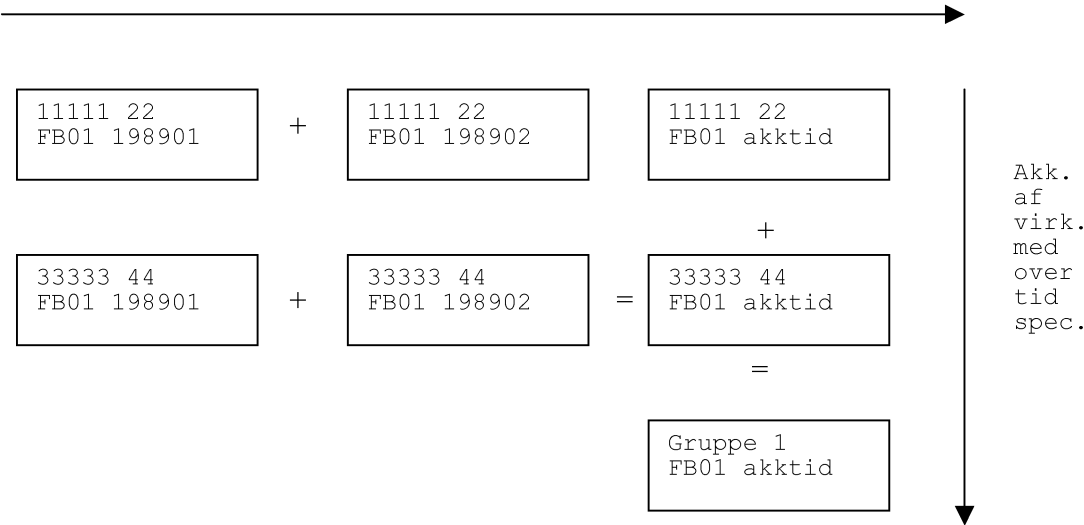 11111 22
FB01 198901
+
11111 22
FB01 198902
11111 22
FB01 akktid
+
33333 44
FB01 198901
+
33333 44
FB01 198902
=
33333 44
FB01 akktid
=
Gruppe 1
FB01 akktid
Akk.
af
virk.
med
over
tid
spec.